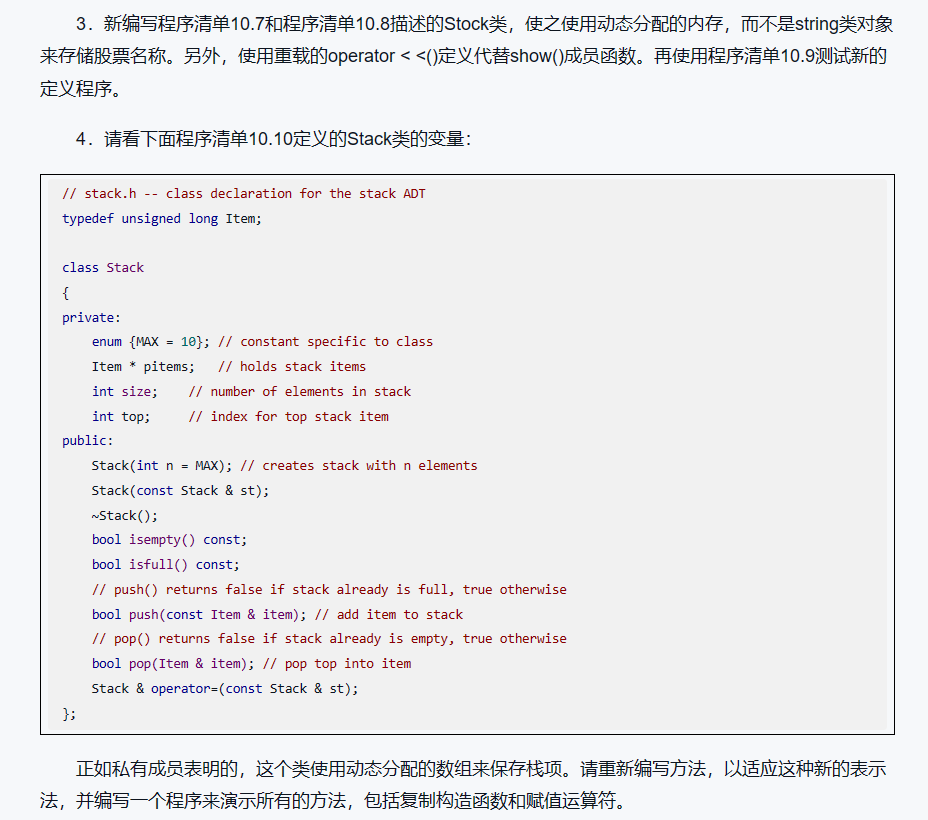 3．新编写程序清单10.7和程序清单10.8描述的Stock类，使之使用动态分配的内存，而不是string类对象
来存储股票名称。另外，使用重载的operator < <()定义代替show()成员函数。再使用程序清单10.9测试新的
定义程序。
4．请看下面程序清单10.10定义的Stack类的变量：
// stack.h -- class declaration for the stack ADT
typedef unsigned long Item;
class Stack
{
private:
enum {MAX = 10}; // constant specific to class
Item * pitems; // holds stack items
int size; // number of elements in stack
int top; // index for top stack item
public:
Stack(int n = MAX); // creates stack with n elements
Stack(const Stack & st);
~Stack();
bool isempty() const;
bool isfull() const;
// push() returns false if stack already is full, true otherwise
bool push(const Item & item); // add item to stack
// pop() returns false if stack already is empty, true otherwise
bool pop(Item & item); // pop top into item
Stack & operator=(const Stack & st);
};
正如私有成员表明的，这个类使用动态分配的数组来保存栈项。请重新编写方法，以适应这种新的表示
法，并编写一个程序来演示所有的方法，包括复制构造函数和赋值运算符。